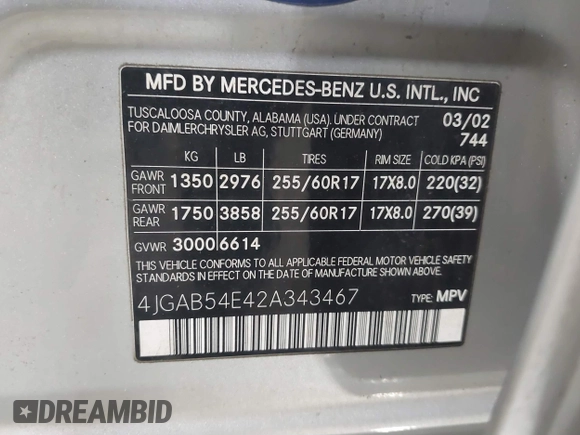 MFD BY MERCEDES-BENZ U.S. INTL., INC
TUSCALOOSA COUNTY, ALABAMA (USA). UNDER CONTRACT 03/02
FOR DAIMLERCHRYSLER AG, STUTTGART (GERMANY) 744
KG LB TIRES RIM SIZE COLD KPA (PSI)
GAWR FRONT 1350 2976 255/60R17 17X8.0 220(32)
GAWR REAR 1750 3858 255/60R17 17X8.0 270(39)
GVWR 3000 6614
THIS VEHICLE CONFORMS TO ALL APPLICABLE FEDERAL MOTOR VEHICLE SAFETY
STANDARDS IN EFFECT ON THE DATE OF MANUFACTURE SHOWN ABOVE.
4JGAB54E42A343467 TYPE: MPV
DREAMBID